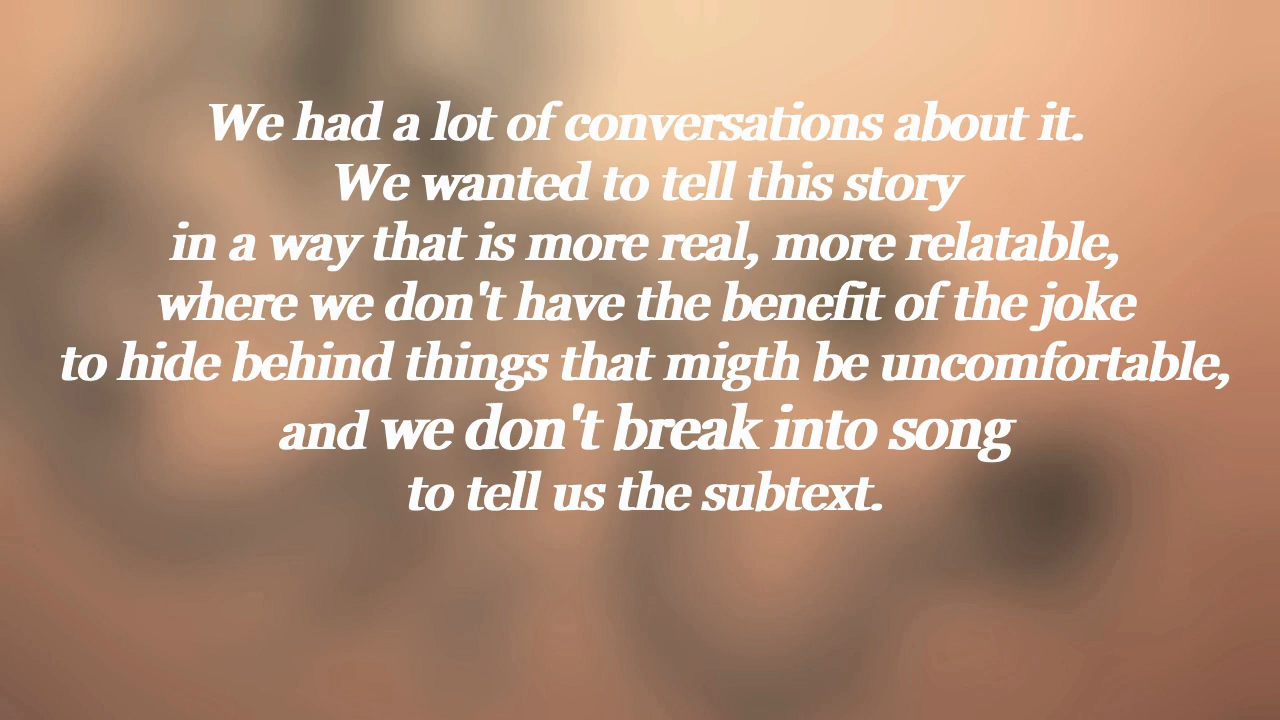 We had a lot of conversations about it.
We wanted to tell this story
in a way that is more real, more relatable,
where we don't have the benefit of the joke
to hide behind things that migth be uncomfortable,
and we don't break into song
to tell us the subtext.